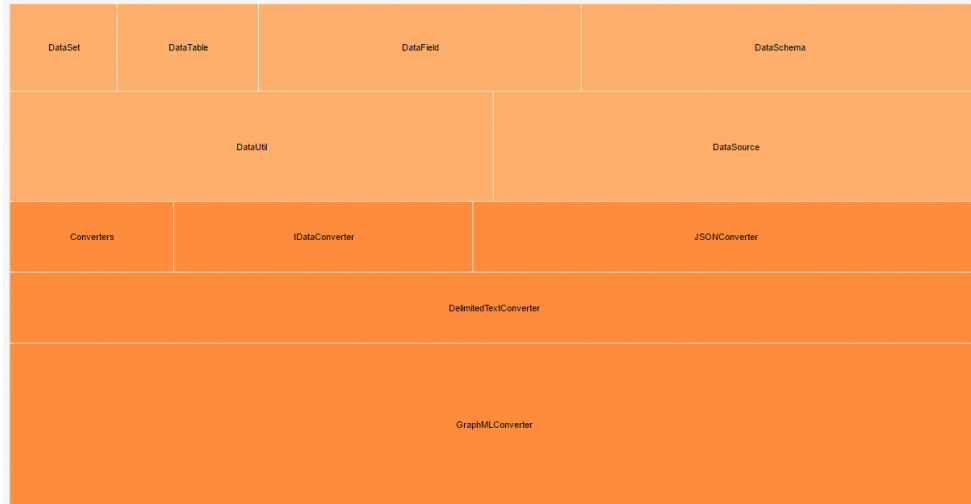 DataSet
DataTable
DataField
DataSchema
DataUtil
DataSource
Converters
IDataConverter
JSONConverter
DelimitedTextConverter
GraphMLConverter